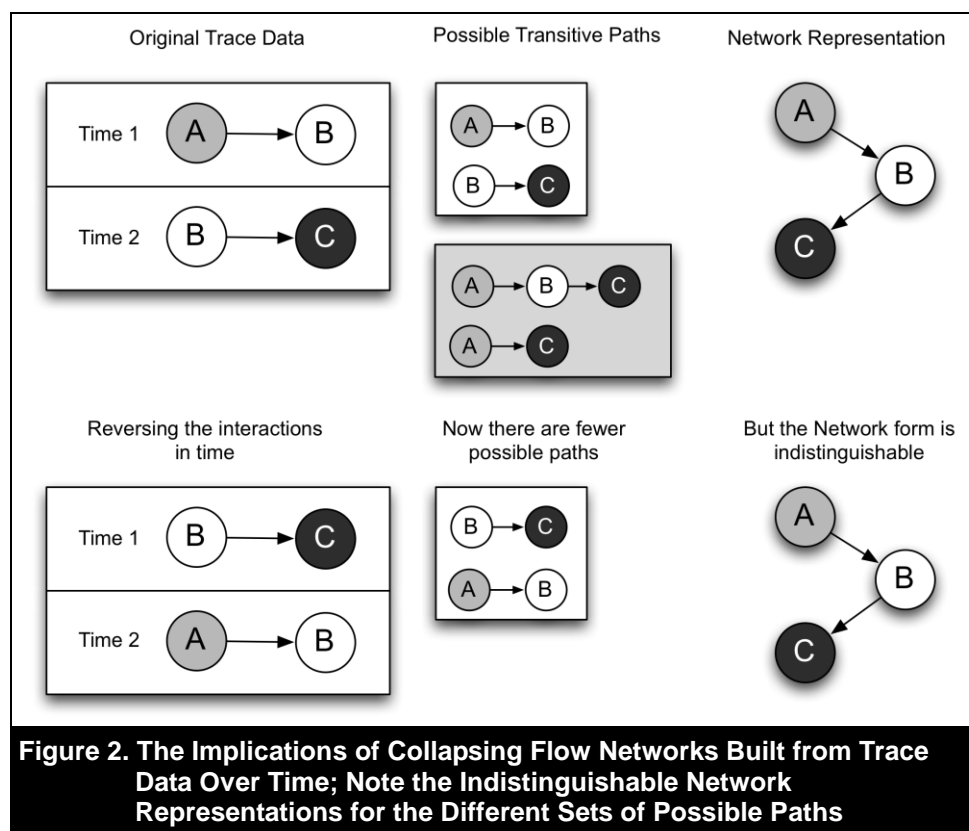 Original Trace Data
Possible Transitive Paths
Network Representation
Time 1 A B
Time 2 B C
A B
B C
A B C
A C
A
B
C
Reversing the interactions
in time
Now there are fewer
possible paths
But the Network form is
indistinguishable
Time 1 B C
Time 2 A B
B C
A B
A
B
C
Figure 2. The Implications of Collapsing Flow Networks Built from Trace
Data Over Time; Note the Indistinguishable Network
Representations for the Different Sets of Possible Paths